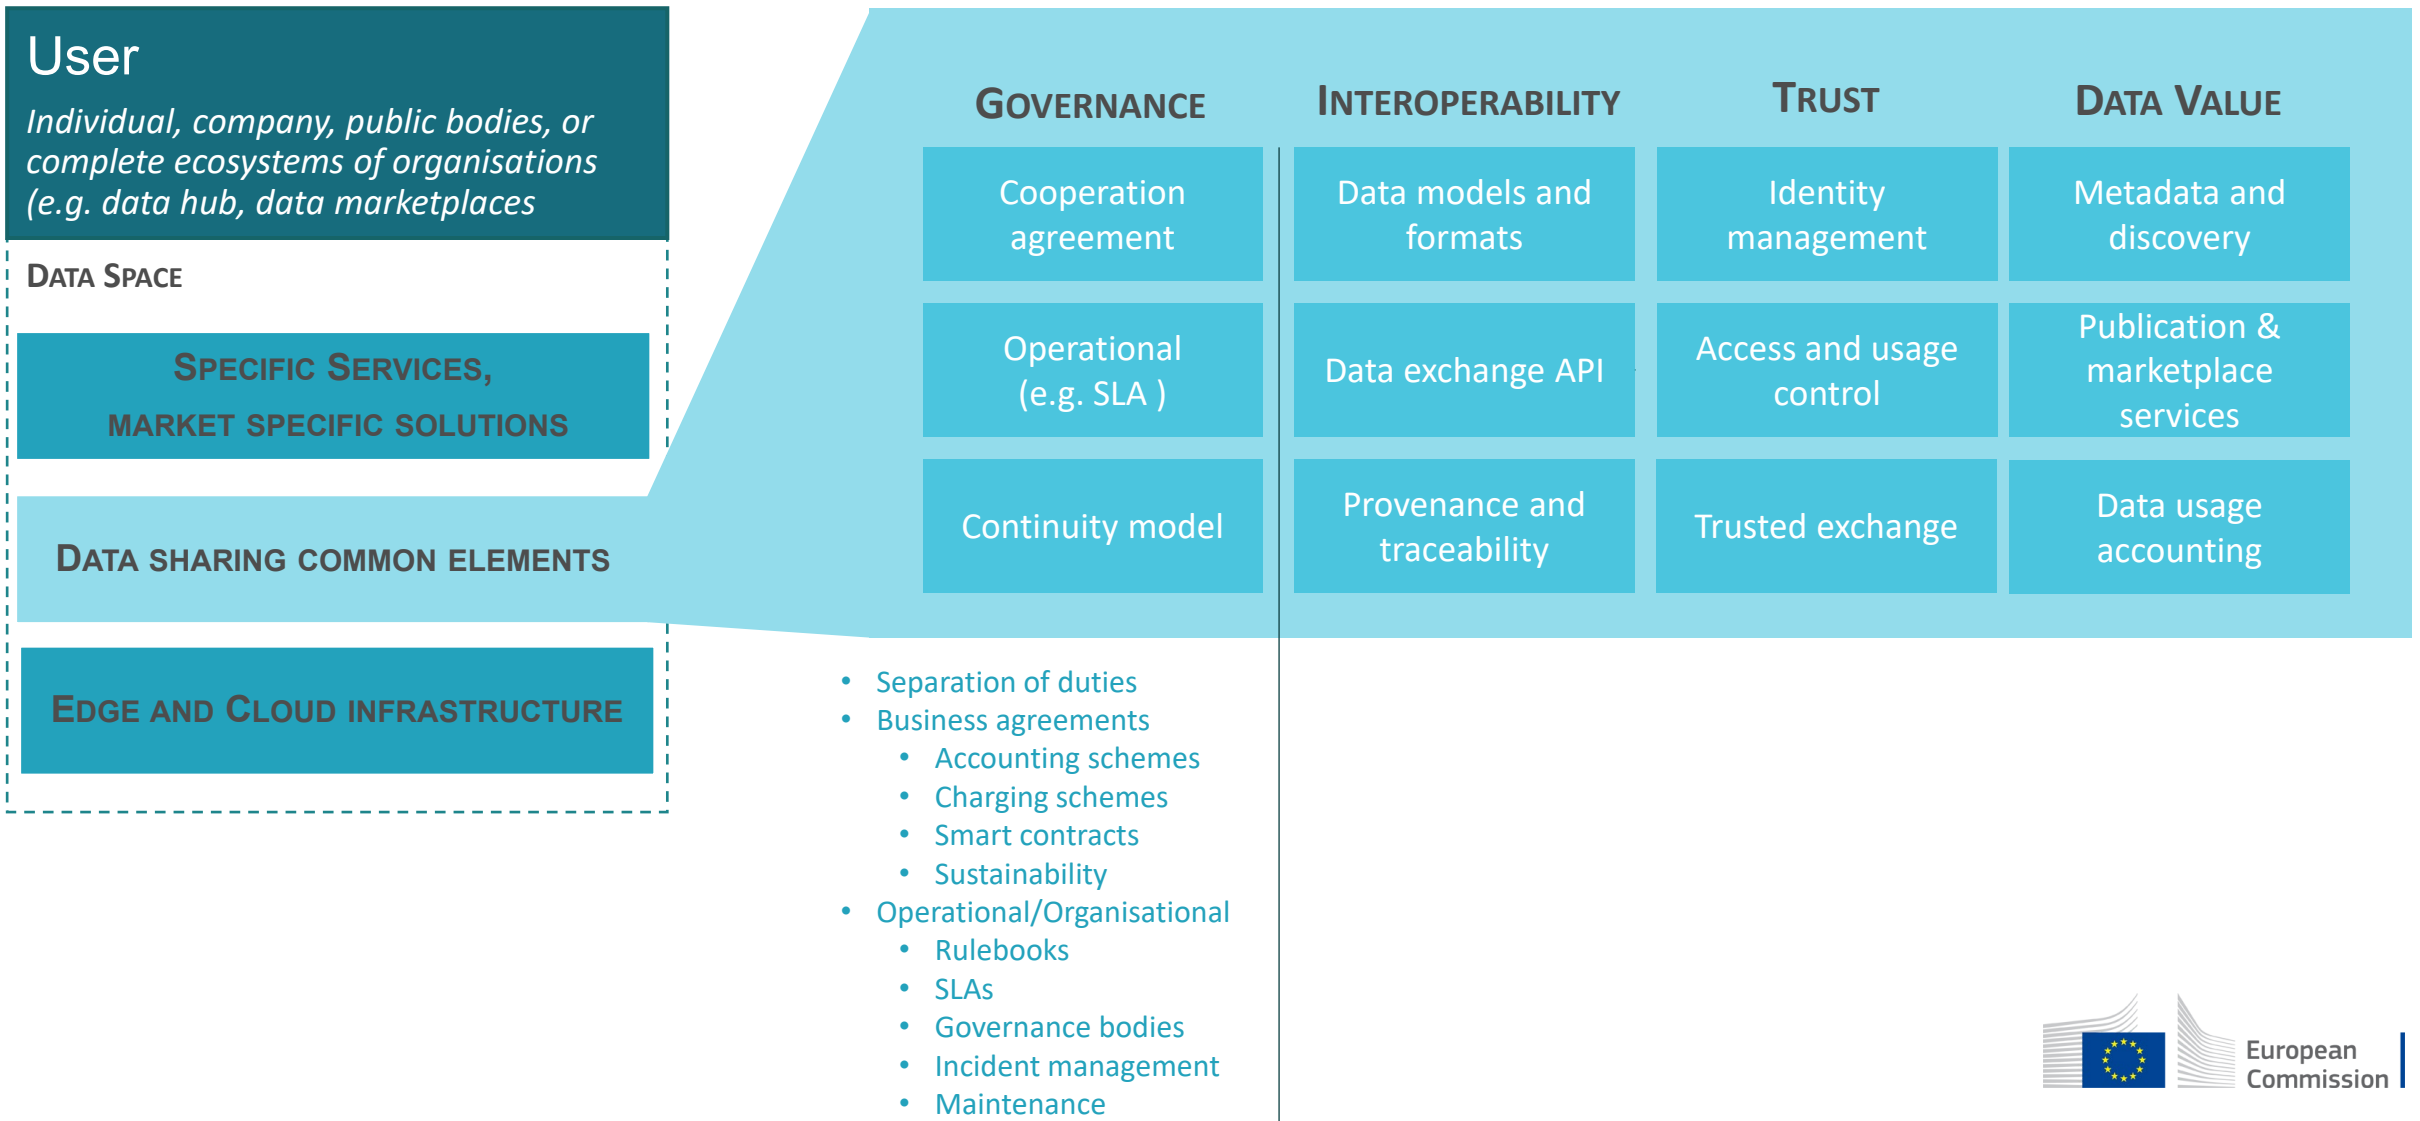 User
Individual, company, public bodies, or
complete ecosystems of organisations
(e.g. data hub, data marketplaces
DATA SPACE
SPECIFIC SERVICES,
MARKET SPECIFIC SOLUTIONS
DATA SHARING COMMON ELEMENTS
EDGE AND CLOUD INFRASTRUCTURE
GOVERNANCE
INTEROPERABILITY
TRUST
DATA VALUE
Cooperation
agreement
Data models and
formats
Identity
management
Metadata and
discovery
Operational
(e.g. SLA )
Data exchange API
Access and usage
control
Publication &
marketplace
services
Continuity model
Provenance and
traceability
Trusted exchange
Data usage
accounting
• Separation of duties
• Business agreements
• Accounting schemes
• Charging schemes
• Smart contracts
• Sustainability
• Operational/Organisational
• Rulebooks
• SLAs
• Governance bodies
• Incident management
• Maintenance
European
Commission